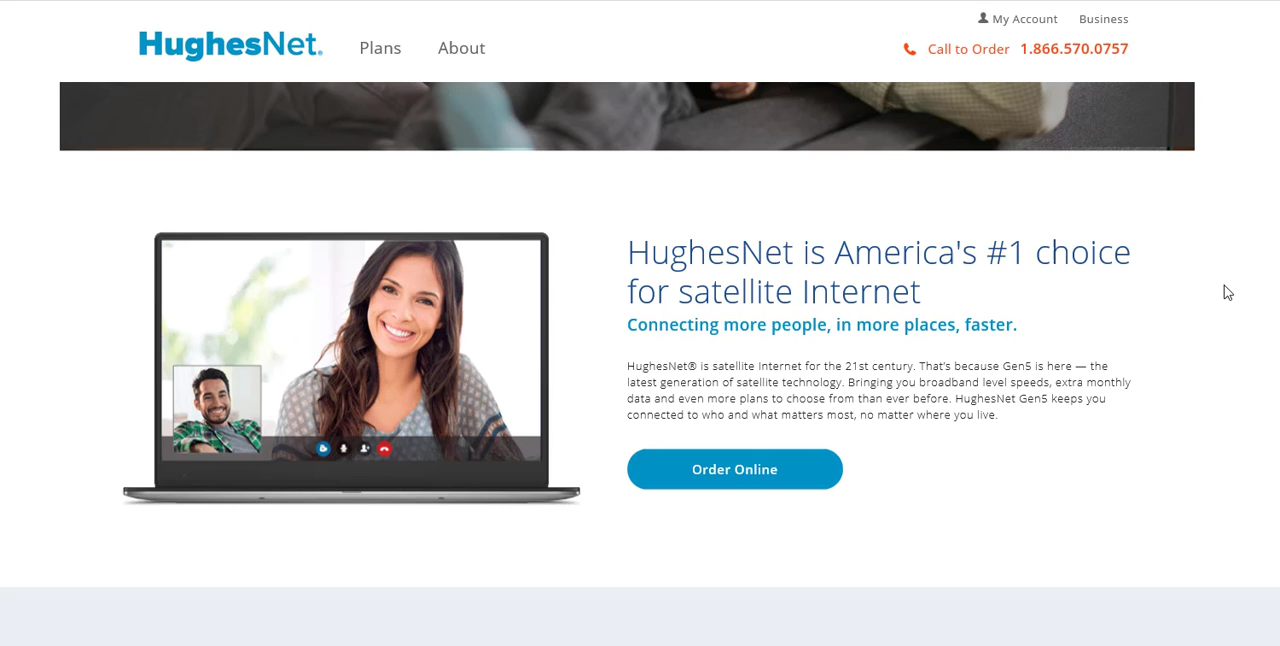 My Account Business
HughesNet. Plans About Call to Order 1.866.570.0757
HughesNet is America's #1 choice
for satellite Internet
Connecting more people, in more places, faster.
HughesNet® is satellite Internet for the 21st century. That's because Gen5 is here — the
latest generation of satellite technology. Bringing you broadband level speeds, extra monthly
data and even more plans to choose from than ever before. HughesNet Gen5 keeps you
connected to who and what matters most, no matter where you live.
Order Online